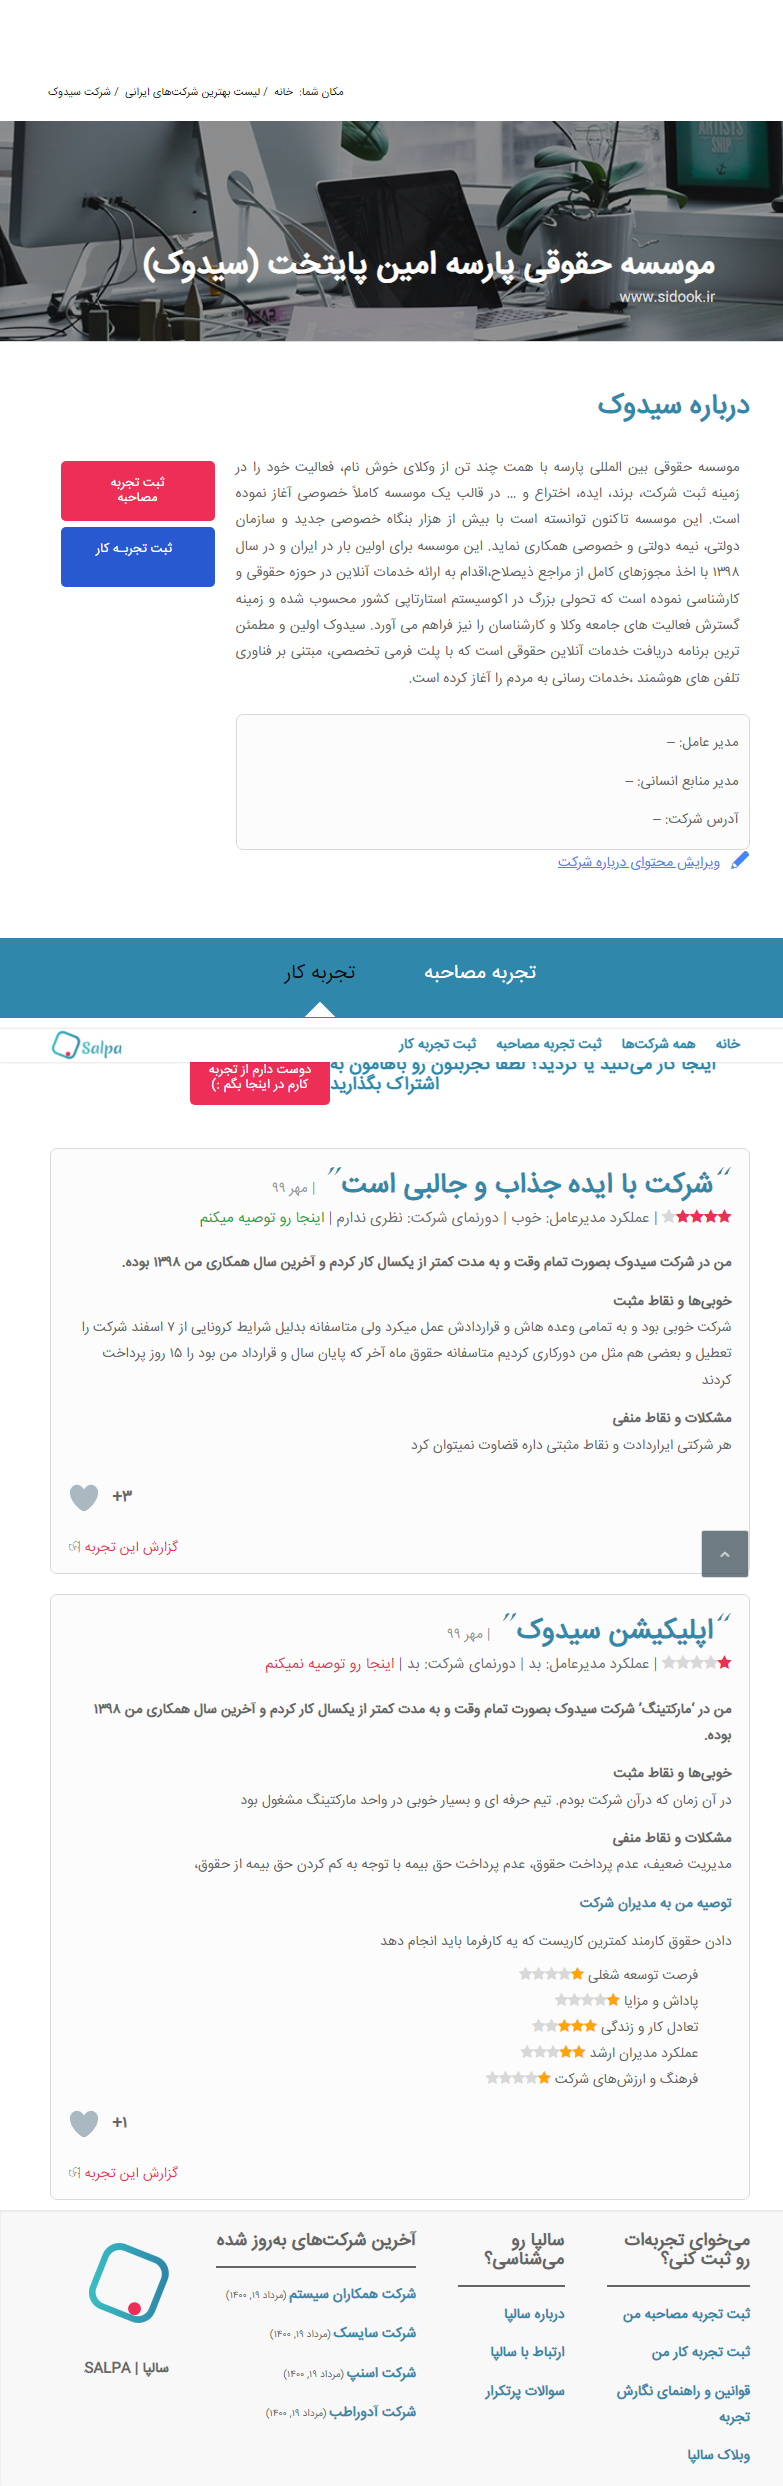 مکان شما: خانه / لیست بهترین شرکت‌های ایرانی / شرکت سیدوک
ARTISTS
SHIP
موسسه حقوقی پارسه امین پایتخت (سیدوک)
www.sidook.ir
درباره سیدوک
موسسه حقوقی بین المللی پارسه با همت چند تن از وکلای خوش نام، فعالیت خود را در
زمینه ثبت شرکت، برند، ایده، اختراع و … در قالب یک موسسه کاملاً خصوصی آغاز نموده
است. این موسسه تاکنون توانسته است با بیش از هزار بنگاه خصوصی جدید و سازمان
دولتی، نیمه دولتی و خصوصی همکاری نماید. این موسسه برای اولین بار در ایران و در سال
۱۳۹۸ با اخذ مجوزهای کامل از مراجع ذیصلاح،اقدام به ارائه خدمات آنلاین در حوزه حقوقی و
کارشناسی نموده است که تحولی بزرگ در اکوسیستم استارتاپی کشور محسوب شده و زمینه
گسترش فعالیت های جامعه وکلا و کارشناسان را نیز فراهم می آورد. سیدوک اولین و مطمئن
ترین برنامه دریافت خدمات آنلاین حقوقی است که با پلت فرمی تخصصی، مبتنی بر فناوری
تلفن های هوشمند ،خدمات رسانی به مردم را آغاز کرده است.
ثبت تجربه
مصاحبه
ثبت تجربـه کار
مدیر عامل: –
مدیر منابع انسانی: –
آدرس شرکت: –
ویرایش محتوای درباره شرکت
تجربه مصاحبه
تجربه کار
خانه
همه شرکت‌ها
ثبت تجربه مصاحبه
ثبت تجربه کار
Salpa
اینجا کار می‌کنید یا کردید؟ لطفا تجربتون رو باهامون به
اشتراک بگذارید
دوست دارم از تجربه
کارم در اینجا بگم :)
“شرکت با ایده جذاب و جالبی است” | مهر ۹۹
| عملکرد مدیرعامل: خوب | دورنمای شرکت: نظری ندارم | اینجا رو توصیه میکنم
من در شرکت سیدوک بصورت تمام وقت و به مدت کمتر از یکسال کار کردم و آخرین سال همکاری من ۱۳۹۸ بوده.
خوبی‌ها و نقاط مثبت
شرکت خوبی بود و به تمامی وعده هاش و قراردادش عمل میکرد ولی متاسفانه بدلیل شرایط کرونایی از ۷ اسفند شرکت را
تعطیل و بعضی هم مثل من دورکاری کردیم متاسفانه حقوق ماه آخر که پایان سال و قرارداد من بود را ۱۵ روز پرداخت
کردند
مشکلات و نقاط منفی
هر شرکتی ایراردادت و نقاط مثبتی داره قضاوت نمیتوان کرد
+۳
گزارش این تجربه
“اپلیکیشن سیدوک” | مهر ۹۹
| عملکرد مدیرعامل: بد | دورنمای شرکت: بد | اینجا رو توصیه نمیکنم
من در ‘مارکتینگ’ شرکت سیدوک بصورت تمام وقت و به مدت کمتر از یکسال کار کردم و آخرین سال همکاری من ۱۳۹۸
بوده.
خوبی‌ها و نقاط مثبت
در آن زمان که درآن شرکت بودم. تیم حرفه ای و بسیار خوبی در واحد مارکتینگ مشغول بود
مشکلات و نقاط منفی
مدیریت ضعیف، عدم پرداخت حقوق، عدم پرداخت حق بیمه با توجه به کم کردن حق بیمه از حقوق،
توصیه من به مدیران شرکت
دادن حقوق کارمند کمترین کاریست که یه کارفرما باید انجام دهد
فرصت توسعه شغلی
پاداش و مزایا
تعادل کار و زندگی
عملکرد مدیران ارشد
فرهنگ و ارزش‌های شرکت
+۱
گزارش این تجربه
می‌خوای تجربه‌ات
رو ثبت کنی؟
ثبت تجربه مصاحبه من
ثبت تجربه کار من
قوانین و راهنمای نگارش
تجربه
وبلاک سالپا
سالپا رو
می‌شناسی؟
درباره سالپا
ارتباط با سالپا
سوالات پرتکرار
آخرین شرکت‌های به‌روز شده
شرکت همکاران سیستم (مرداد ۱۹, ۱۴۰۰)
شرکت سایسک (مرداد ۱۹, ۱۴۰۰)
شرکت اسنپ (مرداد ۱۹, ۱۴۰۰)
شرکت آدوراطب (مرداد ۱۹, ۱۴۰۰)
سالپا | SALPA